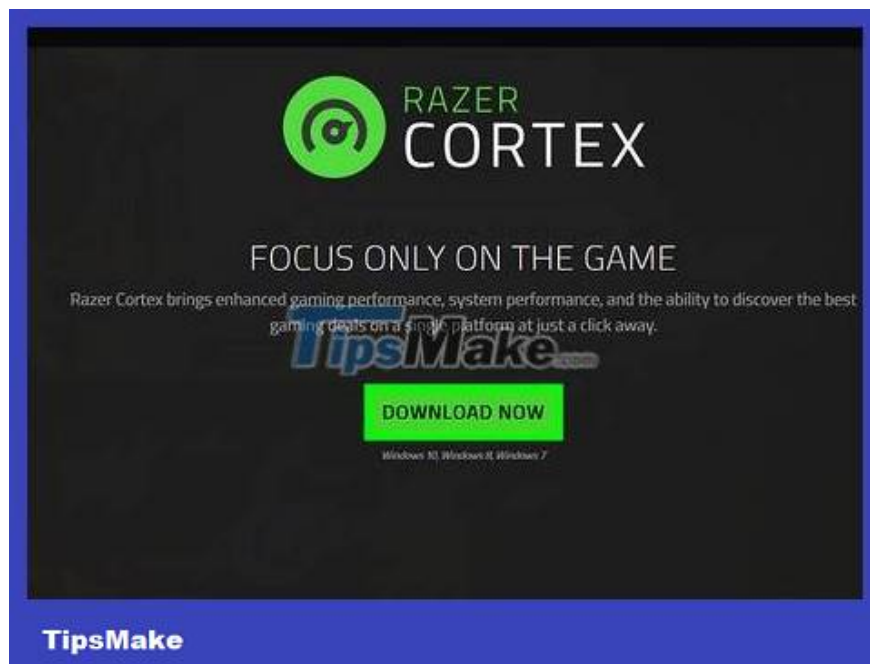 RAZER
CORTEX
FOCUS ONLY ON THE GAME
Razer Cortex brings enhanced gaming performance, system performance, and the ability to discover the best
gaming deals on a single platform at just a click away.
TipsMake.com
DOWNLOAD NOW
Windows 10, Windows 8, Windows 7
TipsMake